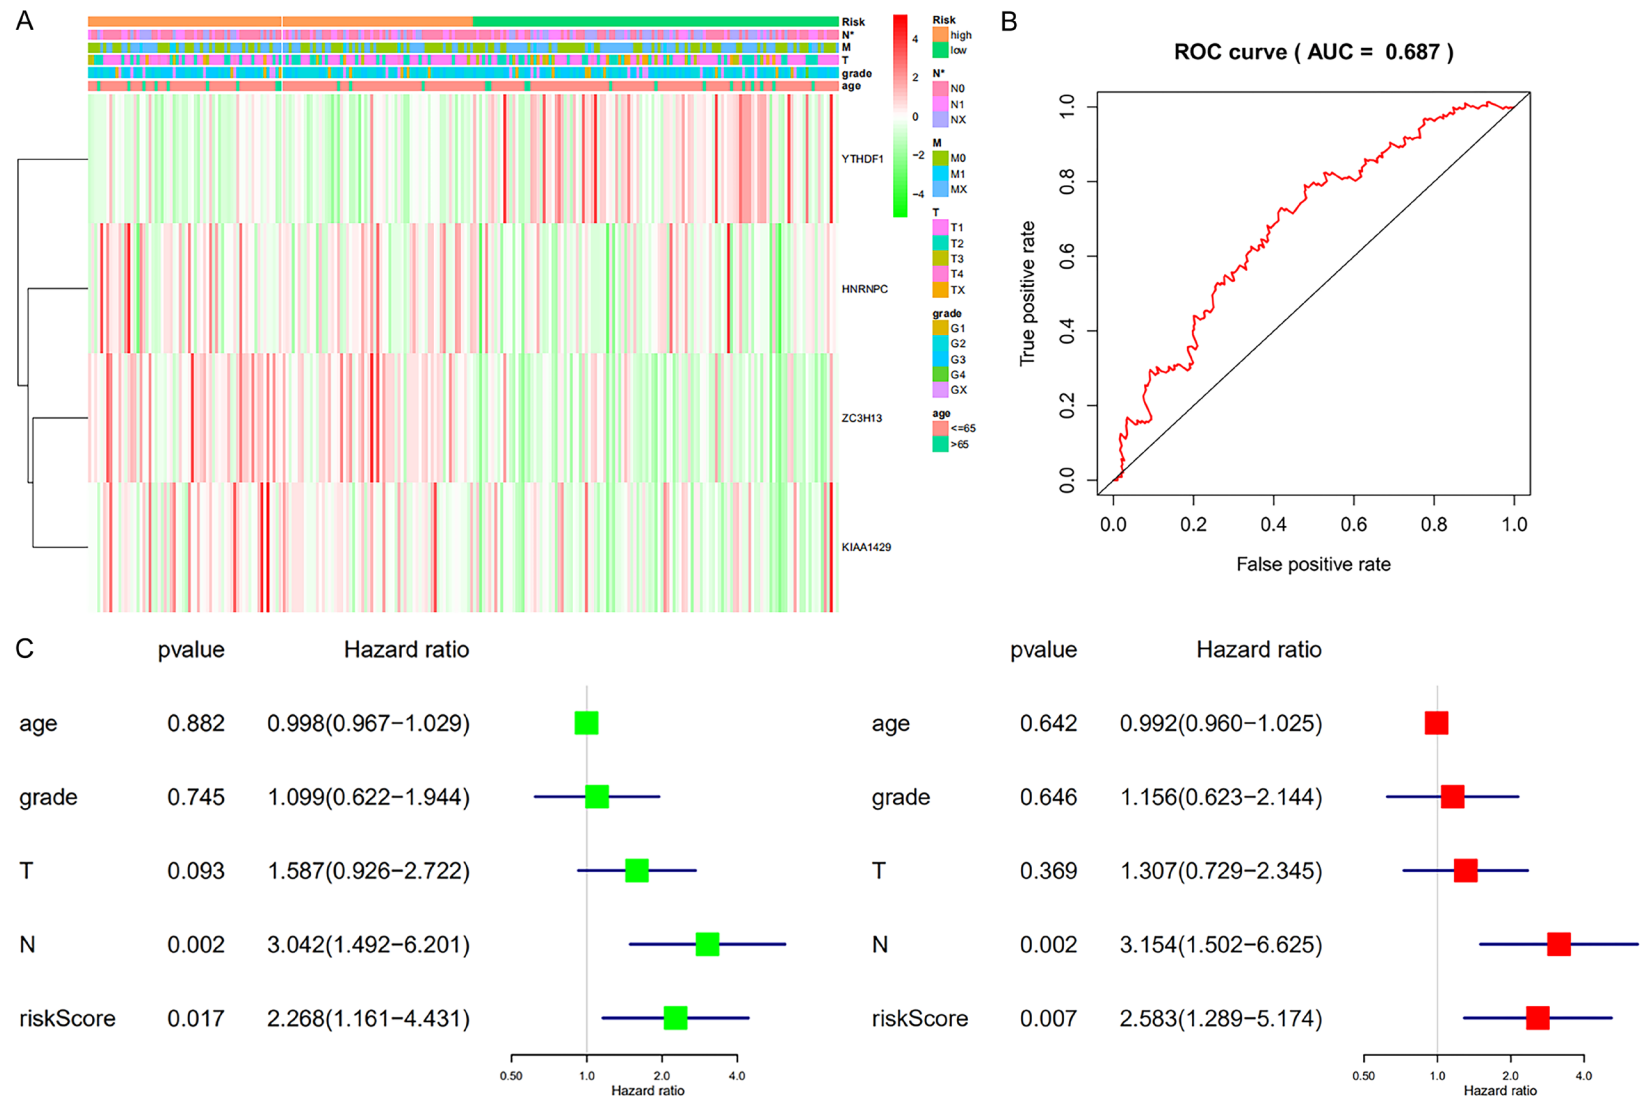 A
Risk
N*
M
T
grade
age
YTHDF1
HNRNPC
ZC3H13
KIAA1429
4
2
0
−2
−4
Risk
high
low
N*
N0
N1
NX
M
M0
M1
MX
T
T1
T2
T3
T4
TX
grade
G1
G2
G3
G4
GX
age
<=65
>65
B
ROC curve ( AUC = 0.687 )
True positive rate
1.0
0.8
0.6
0.4
0.2
0.0
0.0 0.2 0.4 0.6 0.8 1.0
False positive rate
C
pvalue Hazard ratio
age 0.882 0.998(0.967−1.029)
grade 0.745 1.099(0.622−1.944)
T 0.093 1.587(0.926−2.722)
N 0.002 3.042(1.492−6.201)
riskScore 0.017 2.268(1.161−4.431)
0.50 1.0 2.0 4.0
Hazard ratio
pvalue Hazard ratio
age 0.642 0.992(0.960−1.025)
grade 0.646 1.156(0.623−2.144)
T 0.369 1.307(0.729−2.345)
N 0.002 3.154(1.502−6.625)
riskScore 0.007 2.583(1.289−5.174)
0.50 1.0 2.0 4.0
Hazard ratio